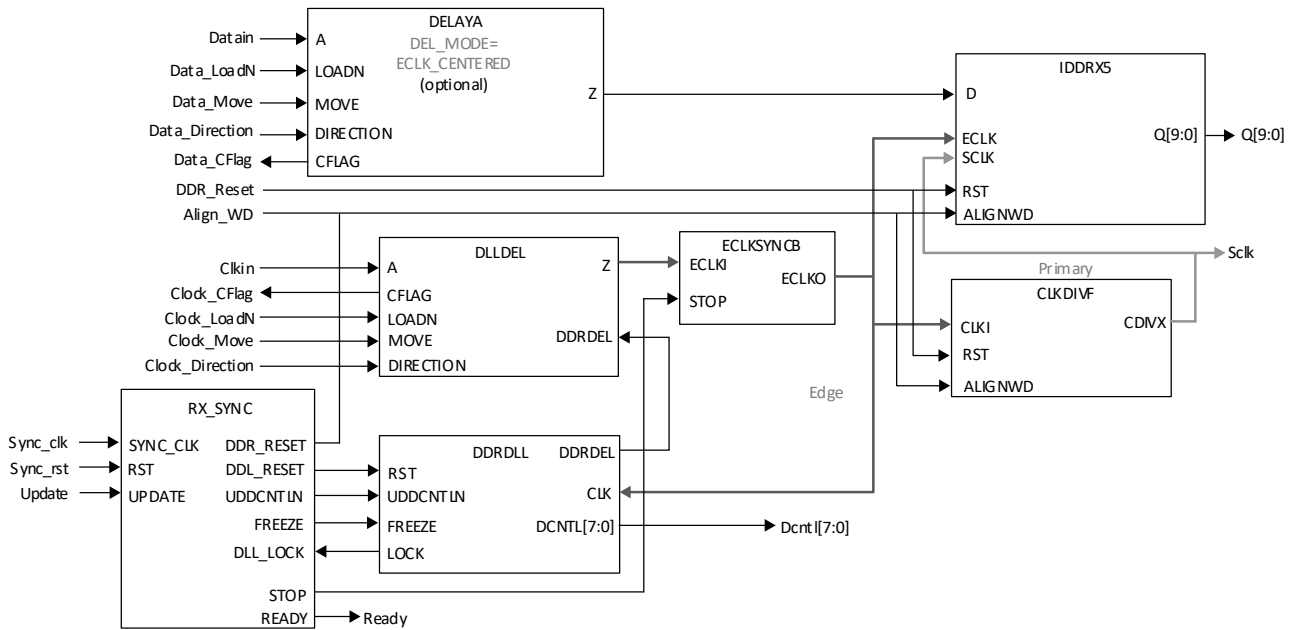 DELAYA
DEL_MODE=
ECLK_CENTERED
(optional)
Datain
A
Data_LoadN
LOADN
Data_Move
MOVE
Data_Direction
DIRECTION
Data_CFlag
CFLAG
Z
IDDRX5
D
ECLK
SCLK
RST
ALIGNWD
Q[9:0]
Q[9:0]
DDR_Reset
Align_WD
DLLDEL
Clkin
A
Clock_CFlag
CFLAG
Clock_LoadN
LOADN
Clock_Move
MOVE
Clock_Direction
DIRECTION
Z
DDRDEL
ECLKSYNCB
ECLKI
STOP
ECLKO
Sclk
Primary
CLKDIVF
CLKI
RST
ALIGNWD
CDIVX
Edge
RX_SYNC
Sync_clk
SYNC_CLK
Sync_rst
RST
Update
UPDATE
DDR_RESET
DDL_RESET
UDDCNTLN
FREEZE
DLL_LOCK
STOP
READY
Ready
DDRDLL
RST
UDDCNTLN
FREEZE
LOCK
DDRDEL
CLK
DCNTL[7:0]
Dcntl[7:0]